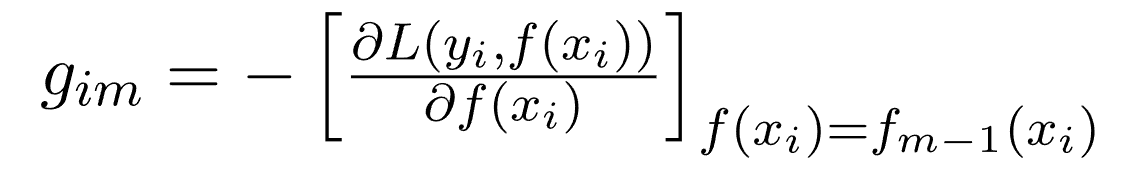 g_{im} = - \left[ \frac{\partial L(y_i, f(x_i))}{\partial f(x_i)} \right]_{f(x_i)=f_{m-1}(x_i)}